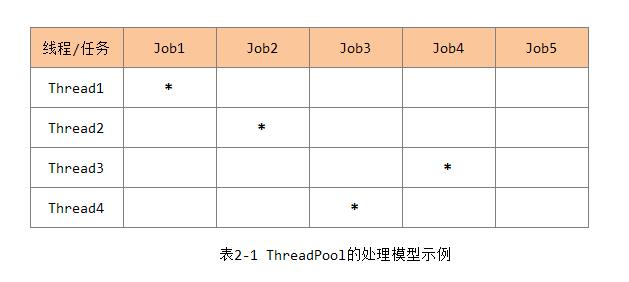 线程/任务 Job1 Job2 Job3 Job4 Job5
Thread1 *
Thread2 *
Thread3 *
Thread4 *
表2-1 ThreadPool的处理模型示例